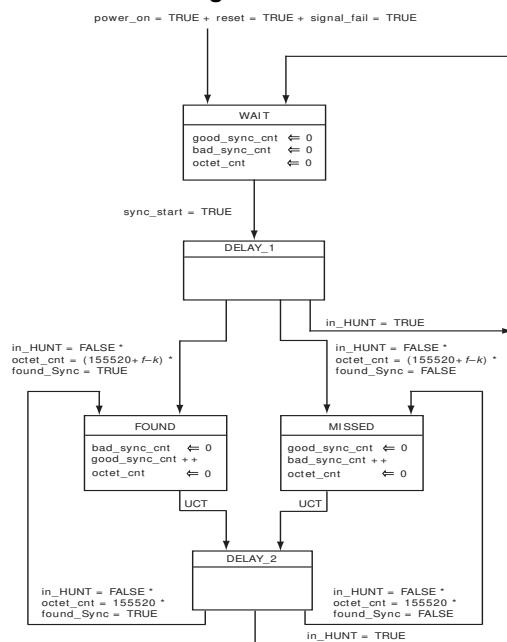 power_on = TRUE + reset = TRUE + signal_fail = TRUE
WAIT
good_sync_cnt ⇐ 0
bad_sync_cnt ⇐ 0
octet_cnt ⇐ 0
sync_start = TRUE
DELAY_1
in_HUNT = TRUE
in_HUNT = FALSE *
octet_cnt = (155520+ f–k) *
found_Sync = TRUE
in_HUNT = FALSE *
octet_cnt = (155520+ f–k) *
found_Sync = FALSE
FOUND
bad_sync_cnt ⇐ 0
good_sync_cnt ++
octet_cnt ⇐ 0
MISSED
good_sync_cnt ⇐ 0
bad_sync_cnt ++
octet_cnt ⇐ 0
UCT
UCT
DELAY_2
in_HUNT = FALSE *
octet_cnt = 155520 *
found_Sync = TRUE
in_HUNT = FALSE *
octet_cnt = 155520 *
found_Sync = FALSE
in_HUNT = TRUE